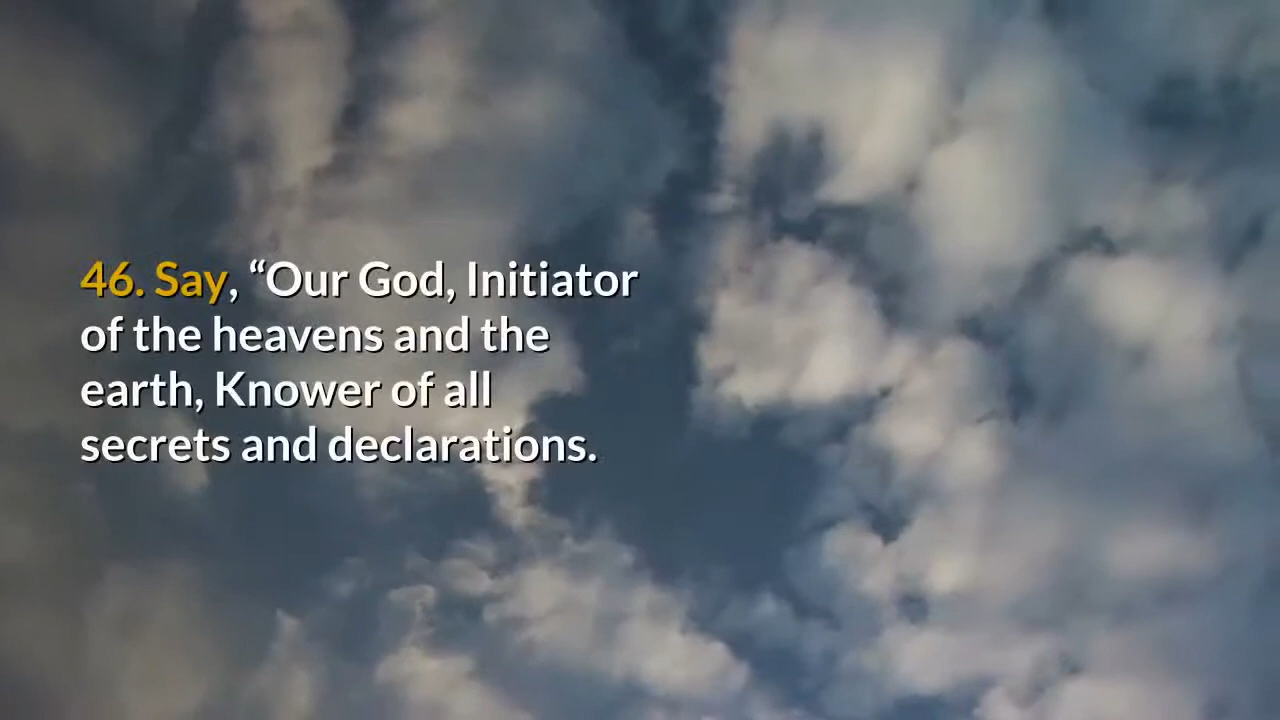 46. Say, “Our God, Initiator
of the heavens and the
earth, Knower of all
secrets and declarations.